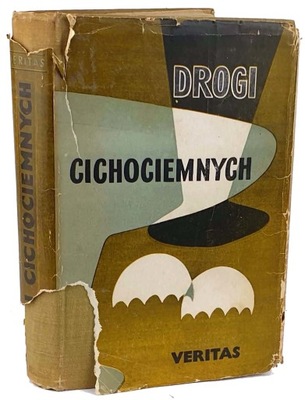 VERITAS
CICHOCIEMNYCH
DROGI
CICHOCIEMNYCH
VERITAS